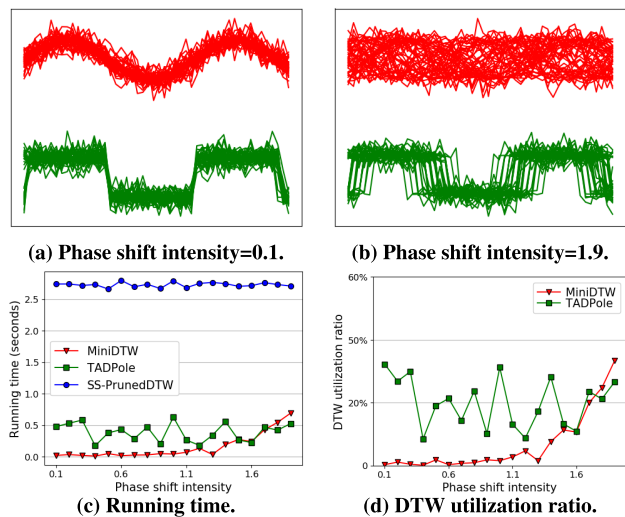 (a) Phase shift intensity=0.1.
(b) Phase shift intensity=1.9.
Running time (seconds)
2.5
2.0
1.5
1.0
0.5
0.0
MiniDTW
TADPole
SS-PrunedDTW
0.1 0.6 1.1 1.6
Phase shift intensity
(c) Running time.
DTW utilization ratio
60%
50%
20%
0
MiniDTW
TADPole
0.1 0.6 1.1 1.6
Phase shift intensity
(d) DTW utilization ratio.